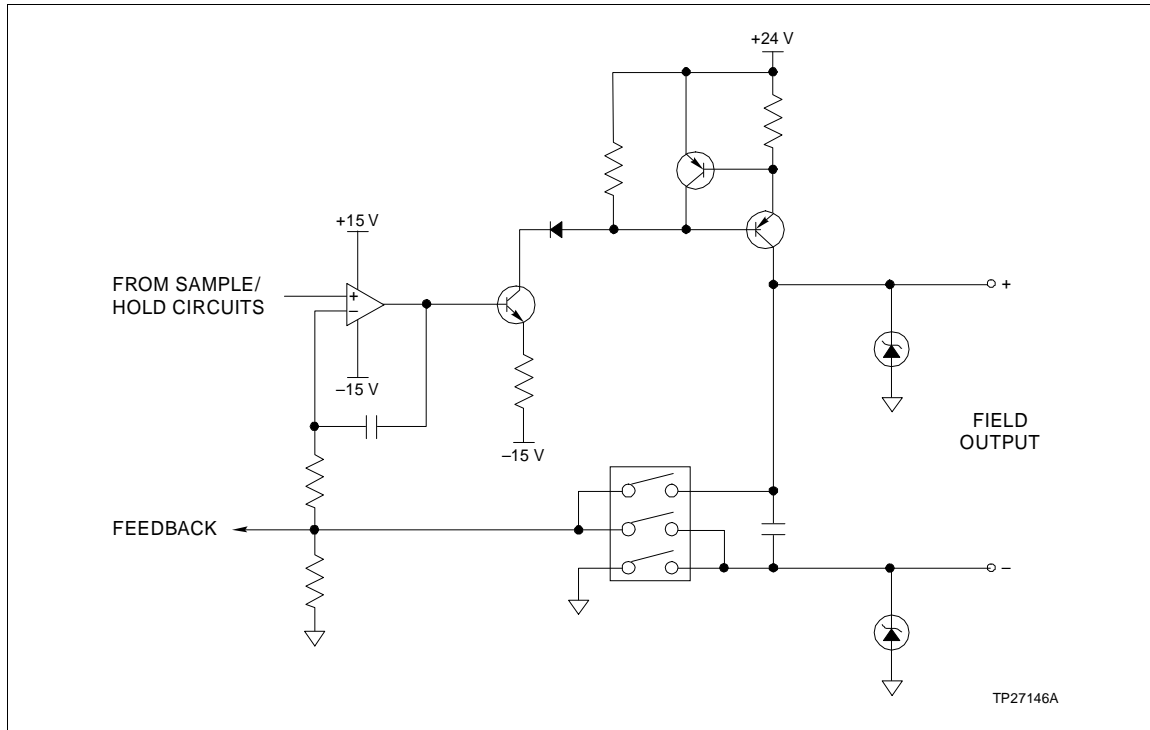 +24 V
+15 V
FROM SAMPLE/
HOLD CIRCUITS
+
−
–15 V
–15 V
+
FIELD
OUTPUT
FEEDBACK
−
TP27146A